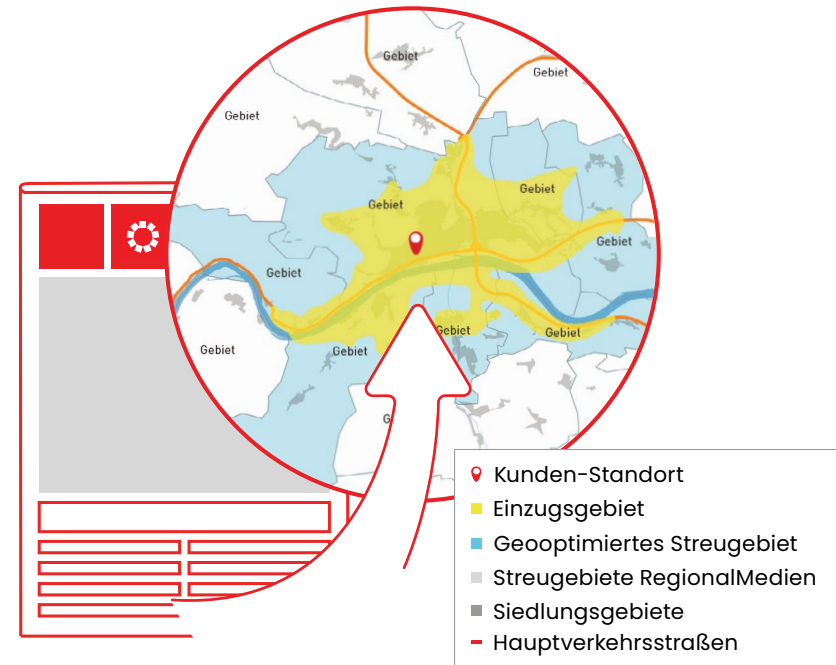 Gebiet
Gebiet
Gebiet
Gebiet
Gebiet
Gebiet
Gebiet
Gebiet
Gebiet
Gebiet
Gebiet
Kunden-Standort
Einzugsgebiet
Geooptimiertes Streugebiet
Streugebiete RegionalMedien
Siedlungsgebiete
Hauptverkehrsstraßen